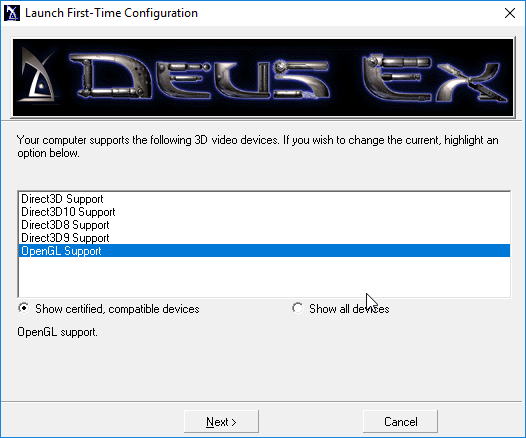 Launch First-Time Configuration
DEUS EX
Your computer supports the following 3D video devices. If you wish to change the current, highlight an
option below.
Direct3D Support
Direct3D10 Support
Direct3D8 Support
Direct3D9 Support
OpenGL Support
Show certified, compatible devices
Show all devices
OpenGL support.
Next >
Cancel